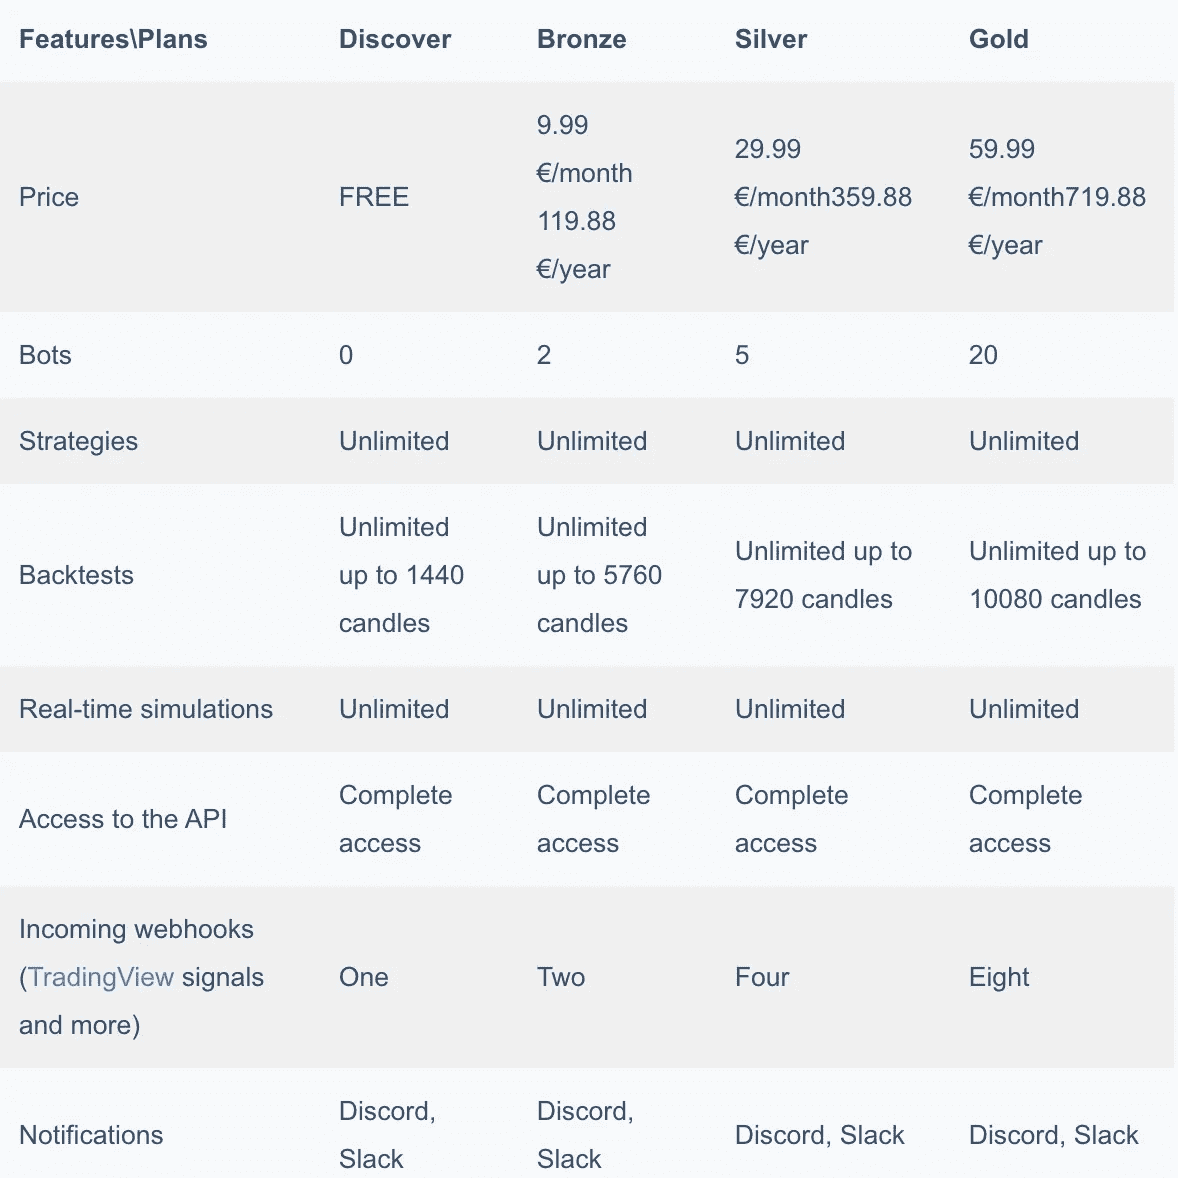 Features\Plans Discover Bronze Silver Gold
Price FREE 9.99 €/month 119.88 €/year 29.99 €/month359.88 €/year 59.99 €/month719.88 €/year
Bots 0 2 5 20
Strategies Unlimited Unlimited Unlimited Unlimited
Backtests Unlimited up to 1440 candles Unlimited up to 5760 candles Unlimited up to 7920 candles Unlimited up to 10080 candles
Real-time simulations Unlimited Unlimited Unlimited Unlimited
Access to the API Complete access Complete access Complete access Complete access
Incoming webhooks (TradingView signals and more) One Two Four Eight
Notifications Discord, Slack Discord, Slack Discord, Slack Discord, Slack